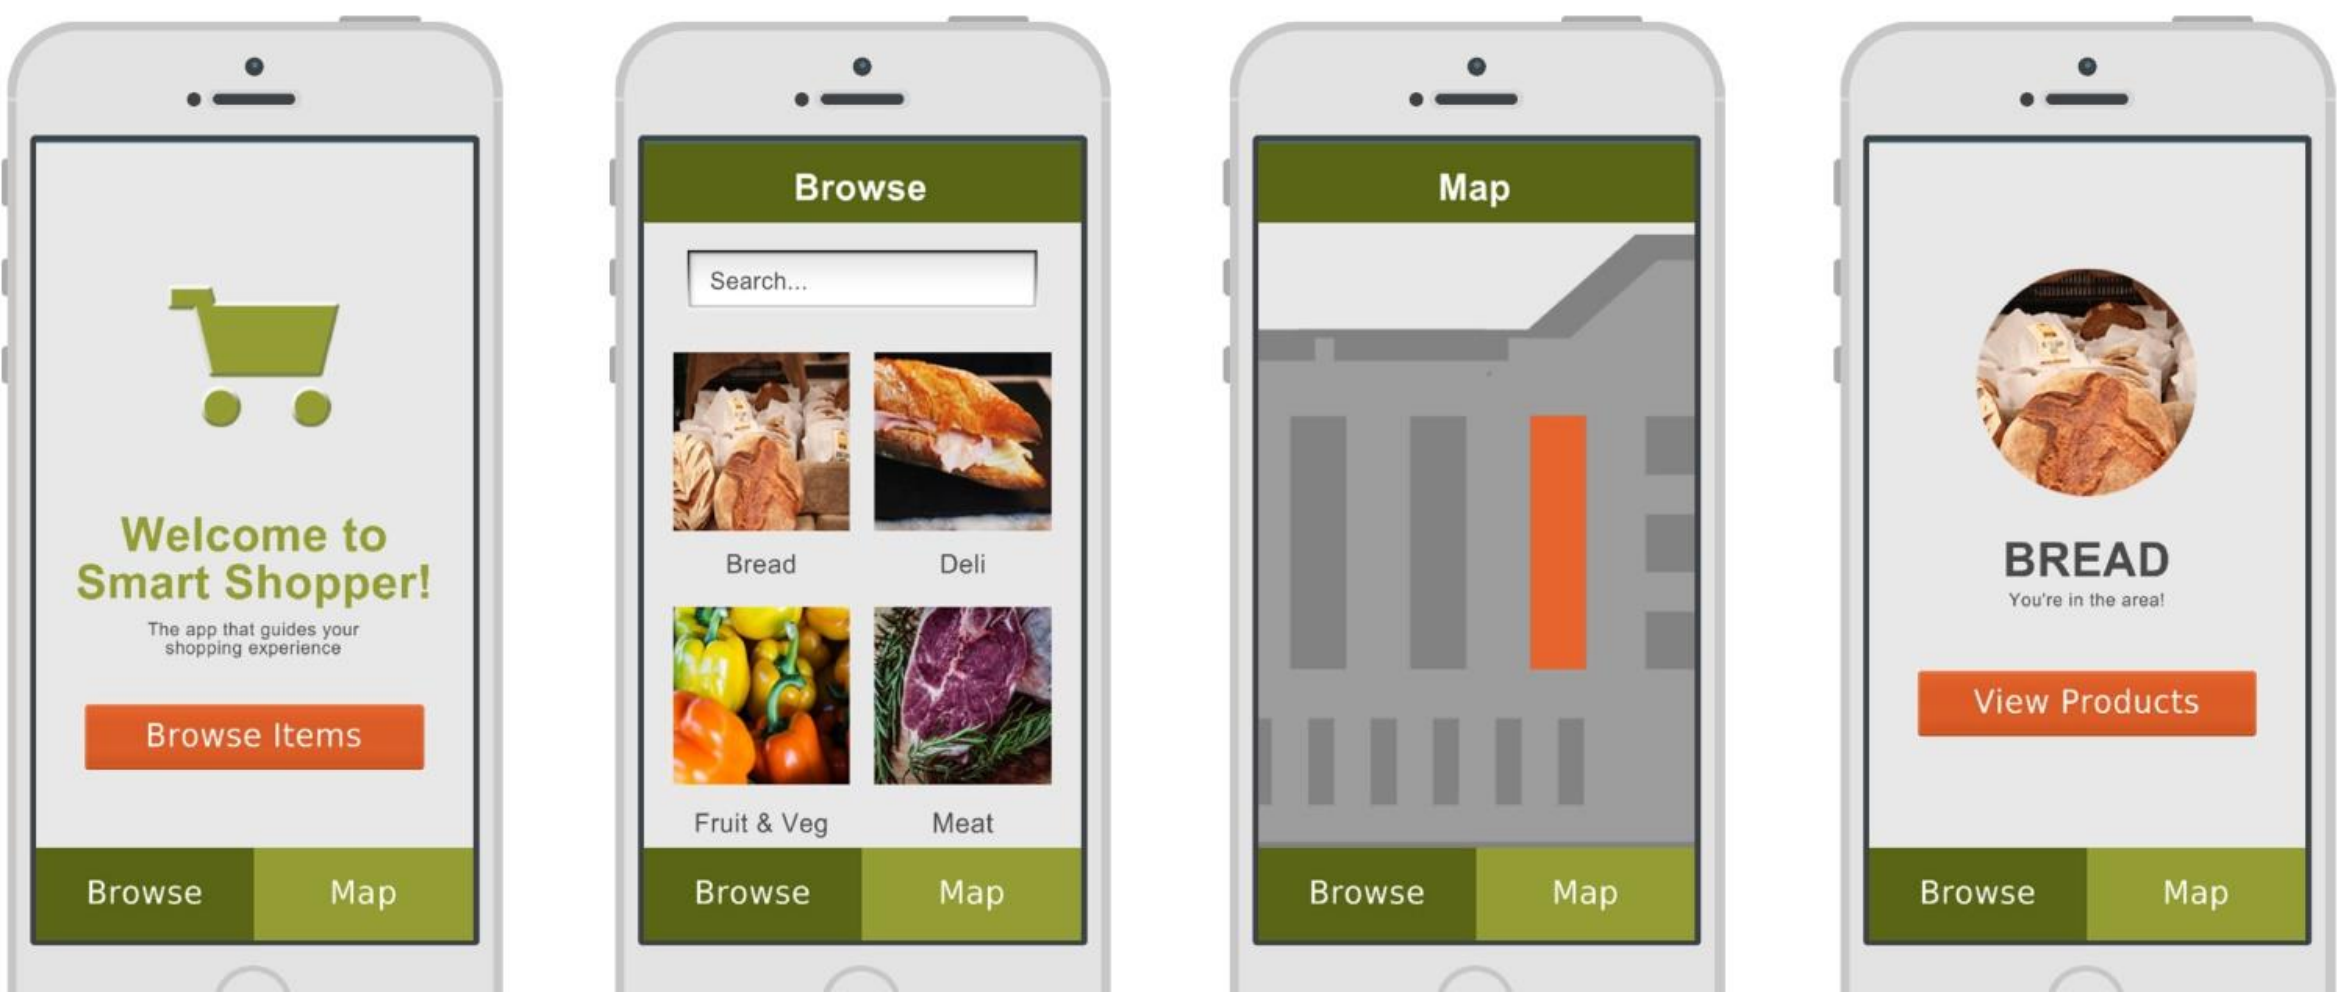 Welcome to
Smart Shopper!
The app that guides your
shopping experience
Browse Items
Browse Map
Browse
Search...
Bread Deli
Fruit & Veg Meat
Browse Map
Map
Browse Map
BREAD
You're in the area!
View Products
Browse Map